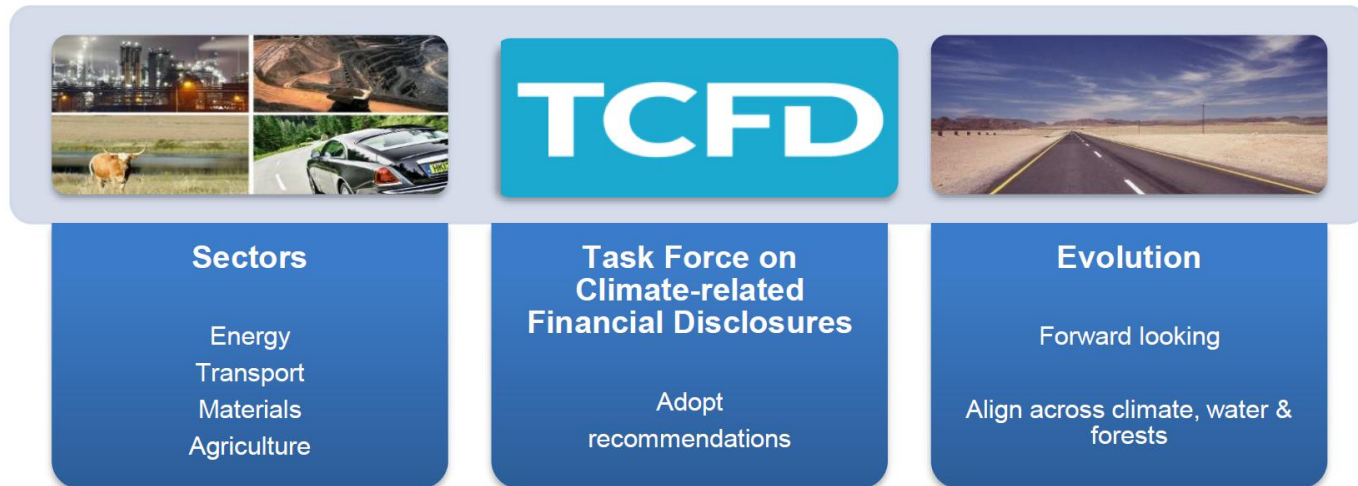 TCFD
Sectors
Energy
Transport
Materials
Agriculture
Task Force on
Climate-related
Financial Disclosures
Adopt
recommendations
Evolution
Forward looking
Align across climate, water &
forests